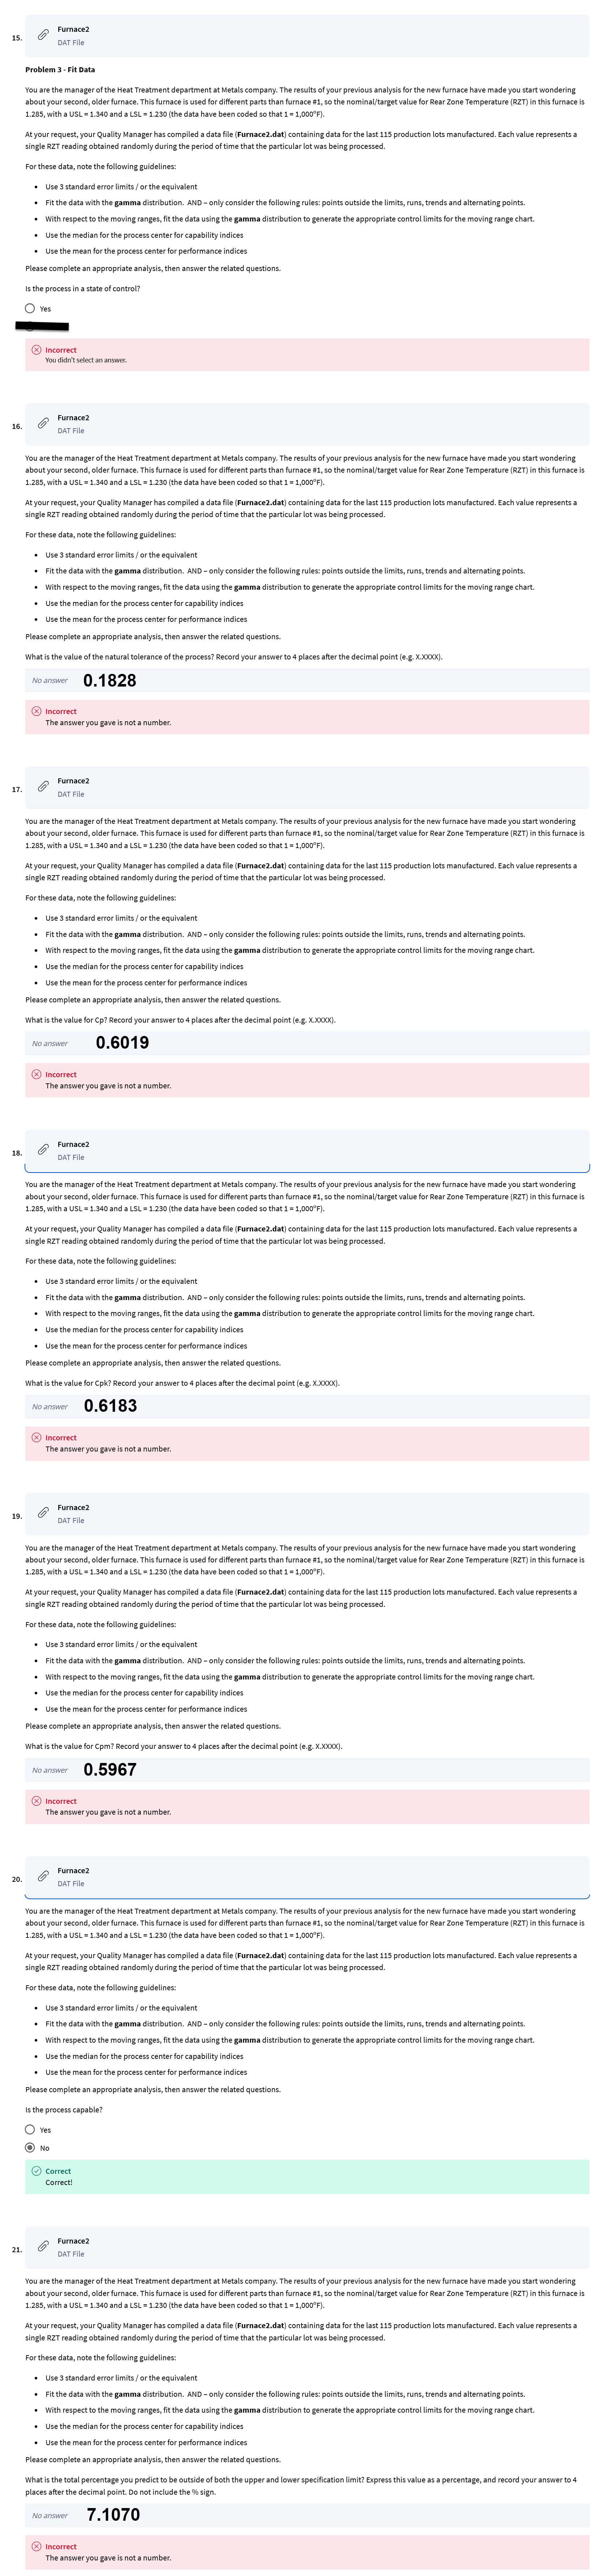 15.
Furnace2
DAT File
Problem 3 - Fit Data
You are the manager of the Heat Treatment department at Metals company. The results of your previous analysis for the new furnace have made you start wondering
about your second, older furnace. This furnace is used for different parts than furnace #1, so the nominal/target value for Rear Zone Temperature (RZT) in this furnace is
1.285, with a USL = 1.340 and a LSL = 1.230 (the data have been coded so that 1 = 1,000°F).
At your request, your Quality Manager has compiled a data file (Furnace2.dat) containing data for the last 115 production lots manufactured. Each value represents a
single RZT reading obtained randomly during the period of time that the particular lot was being processed.
For these data, note the following guidelines:
• Use 3 standard error limits / or the equivalent
• Fit the data with the gamma distribution. AND – only consider the following rules: points outside the limits, runs, trends and alternating points.
• With respect to the moving ranges, fit the data using the gamma distribution to generate the appropriate control limits for the moving range chart.
• Use the median for the process center for capability indices
• Use the mean for the process center for performance indices
Please complete an appropriate analysis, then answer the related questions.
Is the process in a state of control?
Yes
Incorrect
You didn't select an answer.
16.
Furnace2
DAT File
You are the manager of the Heat Treatment department at Metals company. The results of your previous analysis for the new furnace have made you start wondering
about your second, older furnace. This furnace is used for different parts than furnace #1, so the nominal/target value for Rear Zone Temperature (RZT) in this furnace is
1.285, with a USL = 1.340 and a LSL = 1.230 (the data have been coded so that 1 = 1,000°F).
At your request, your Quality Manager has compiled a data file (Furnace2.dat) containing data for the last 115 production lots manufactured. Each value represents a
single RZT reading obtained randomly during the period of time that the particular lot was being processed.
For these data, note the following guidelines:
• Use 3 standard error limits / or the equivalent
• Fit the data with the gamma distribution. AND – only consider the following rules: points outside the limits, runs, trends and alternating points.
• With respect to the moving ranges, fit the data using the gamma distribution to generate the appropriate control limits for the moving range chart.
• Use the median for the process center for capability indices
• Use the mean for the process center for performance indices
Please complete an appropriate analysis, then answer the related questions.
What is the value of the natural tolerance of the process? Record your answer to 4 places after the decimal point (e.g. X.XXXX).
No answer 0.1828
Incorrect
The answer you gave is not a number.
17.
Furnace2
DAT File
You are the manager of the Heat Treatment department at Metals company. The results of your previous analysis for the new furnace have made you start wondering
about your second, older furnace. This furnace is used for different parts than furnace #1, so the nominal/target value for Rear Zone Temperature (RZT) in this furnace is
1.285, with a USL = 1.340 and a LSL = 1.230 (the data have been coded so that 1 = 1,000°F).
At your request, your Quality Manager has compiled a data file (Furnace2.dat) containing data for the last 115 production lots manufactured. Each value represents a
single RZT reading obtained randomly during the period of time that the particular lot was being processed.
For these data, note the following guidelines:
• Use 3 standard error limits / or the equivalent
• Fit the data with the gamma distribution. AND – only consider the following rules: points outside the limits, runs, trends and alternating points.
• With respect to the moving ranges, fit the data using the gamma distribution to generate the appropriate control limits for the moving range chart.
• Use the median for the process center for capability indices
• Use the mean for the process center for performance indices
Please complete an appropriate analysis, then answer the related questions.
What is the value for Cp? Record your answer to 4 places after the decimal point (e.g. X.XXXX).
No answer 0.6019
Incorrect
The answer you gave is not a number.
18.
Furnace2
DAT File
You are the manager of the Heat Treatment department at Metals company. The results of your previous analysis for the new furnace have made you start wondering
about your second, older furnace. This furnace is used for different parts than furnace #1, so the nominal/target value for Rear Zone Temperature (RZT) in this furnace is
1.285, with a USL = 1.340 and a LSL = 1.230 (the data have been coded so that 1 = 1,000°F).
At your request, your Quality Manager has compiled a data file (Furnace2.dat) containing data for the last 115 production lots manufactured. Each value represents a
single RZT reading obtained randomly during the period of time that the particular lot was being processed.
For these data, note the following guidelines:
• Use 3 standard error limits / or the equivalent
• Fit the data with the gamma distribution. AND – only consider the following rules: points outside the limits, runs, trends and alternating points.
• With respect to the moving ranges, fit the data using the gamma distribution to generate the appropriate control limits for the moving range chart.
• Use the median for the process center for capability indices
• Use the mean for the process center for performance indices
Please complete an appropriate analysis, then answer the related questions.
What is the value for Cpk? Record your answer to 4 places after the decimal point (e.g. X.XXXX).
No answer 0.6183
Incorrect
The answer you gave is not a number.
19.
Furnace2
DAT File
You are the manager of the Heat Treatment department at Metals company. The results of your previous analysis for the new furnace have made you start wondering
about your second, older furnace. This furnace is used for different parts than furnace #1, so the nominal/target value for Rear Zone Temperature (RZT) in this furnace is
1.285, with a USL = 1.340 and a LSL = 1.230 (the data have been coded so that 1 = 1,000°F).
At your request, your Quality Manager has compiled a data file (Furnace2.dat) containing data for the last 115 production lots manufactured. Each value represents a
single RZT reading obtained randomly during the period of time that the particular lot was being processed.
For these data, note the following guidelines:
• Use 3 standard error limits / or the equivalent
• Fit the data with the gamma distribution. AND – only consider the following rules: points outside the limits, runs, trends and alternating points.
• With respect to the moving ranges, fit the data using the gamma distribution to generate the appropriate control limits for the moving range chart.
• Use the median for the process center for capability indices
• Use the mean for the process center for performance indices
Please complete an appropriate analysis, then answer the related questions.
What is the value for Cpm? Record your answer to 4 places after the decimal point (e.g. X.XXXX).
No answer 0.5967
Incorrect
The answer you gave is not a number.
20.
Furnace2
DAT File
You are the manager of the Heat Treatment department at Metals company. The results of your previous analysis for the new furnace have made you start wondering
about your second, older furnace. This furnace is used for different parts than furnace #1, so the nominal/target value for Rear Zone Temperature (RZT) in this furnace is
1.285, with a USL = 1.340 and a LSL = 1.230 (the data have been coded so that 1 = 1,000°F).
At your request, your Quality Manager has compiled a data file (Furnace2.dat) containing data for the last 115 production lots manufactured. Each value represents a
single RZT reading obtained randomly during the period of time that the particular lot was being processed.
For these data, note the following guidelines:
• Use 3 standard error limits / or the equivalent
• Fit the data with the gamma distribution. AND – only consider the following rules: points outside the limits, runs, trends and alternating points.
• With respect to the moving ranges, fit the data using the gamma distribution to generate the appropriate control limits for the moving range chart.
• Use the median for the process center for capability indices
• Use the mean for the process center for performance indices
Please complete an appropriate analysis, then answer the related questions.
Is the process capable?
Yes
No
Correct
Correct!
21.
Furnace2
DAT File
You are the manager of the Heat Treatment department at Metals company. The results of your previous analysis for the new furnace have made you start wondering
about your second, older furnace. This furnace is used for different parts than furnace #1, so the nominal/target value for Rear Zone Temperature (RZT) in this furnace is
1.285, with a USL = 1.340 and a LSL = 1.230 (the data have been coded so that 1 = 1,000°F).
At your request, your Quality Manager has compiled a data file (Furnace2.dat) containing data for the last 115 production lots manufactured. Each value represents a
single RZT reading obtained randomly during the period of time that the particular lot was being processed.
For these data, note the following guidelines:
• Use 3 standard error limits / or the equivalent
• Fit the data with the gamma distribution. AND – only consider the following rules: points outside the limits, runs, trends and alternating points.
• With respect to the moving ranges, fit the data using the gamma distribution to generate the appropriate control limits for the moving range chart.
• Use the median for the process center for capability indices
• Use the mean for the process center for performance indices
Please complete an appropriate analysis, then answer the related questions.
What is the total percentage you predict to be outside of both the upper and lower specification limit? Express this value as a percentage, and record your answer to 4
places after the decimal point. Do not include the % sign.
No answer 7.1070
Incorrect
The answer you gave is not a number.